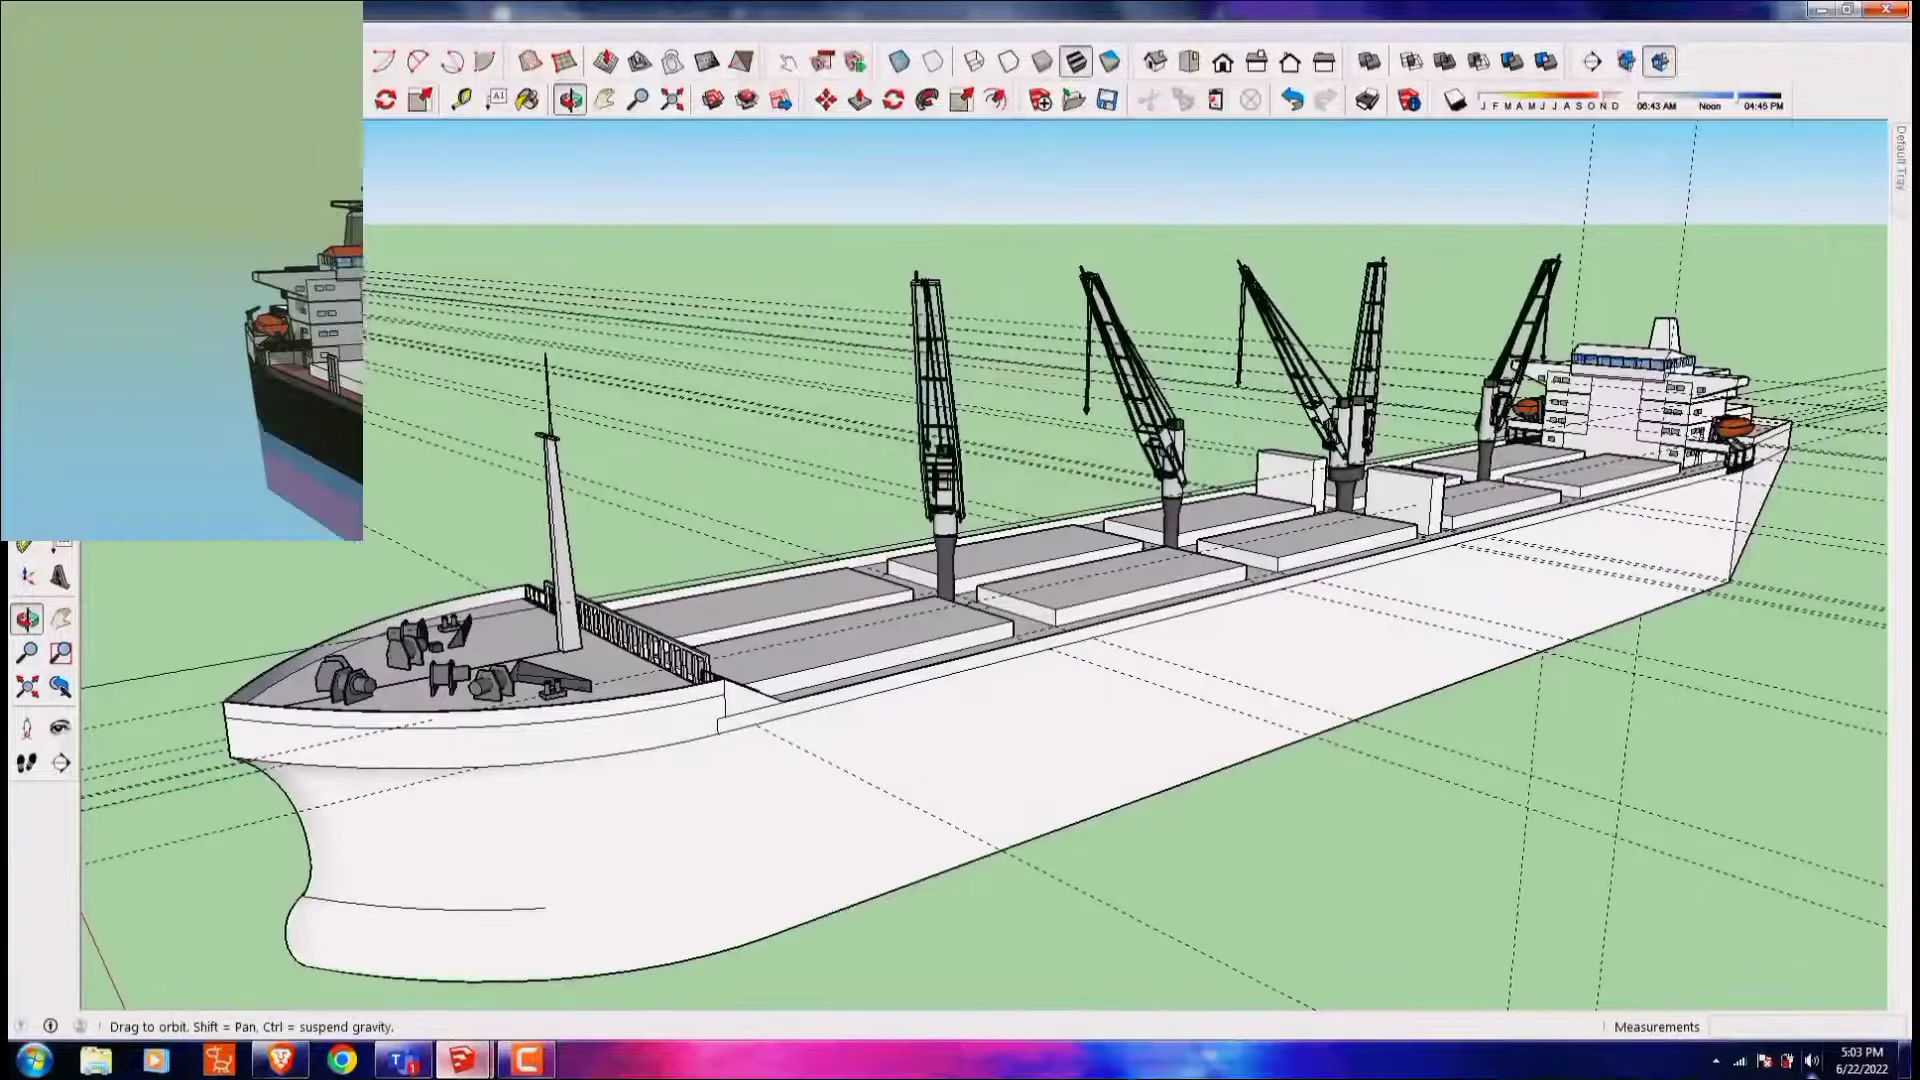 A1
J F M A M J J A S O N D
06:43 AM
Noon
04:45 PM
Default Tray
Drag to orbit. Shift = Pan, Ctrl = suspend gravity.
Measurements
5:03 PM
6/22/2022